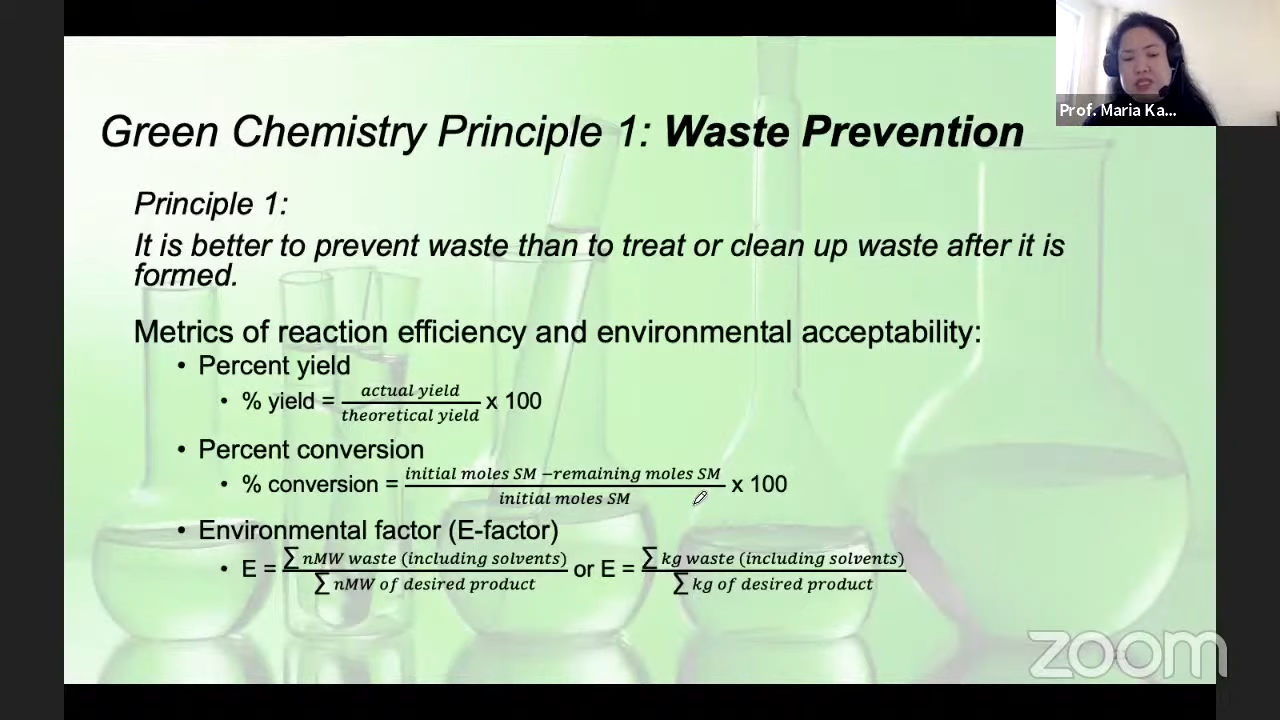 Prof. Maria Ka...
Green Chemistry Principle 1: Waste Prevention
Principle 1:
It is better to prevent waste than to treat or clean up waste after it is
formed.
Metrics of reaction efficiency and environmental acceptability:
• Percent yield
• % yield = actual yield / theoretical yield x 100
• Percent conversion
• % conversion = initial moles SM −remaining moles SM / initial moles SM x 100
• Environmental factor (E-factor)
• E = ∑ nMW waste (including solvents) / ∑ nMW of desired product or E = ∑ kg waste (including solvents) / ∑ kg of desired product
zoom